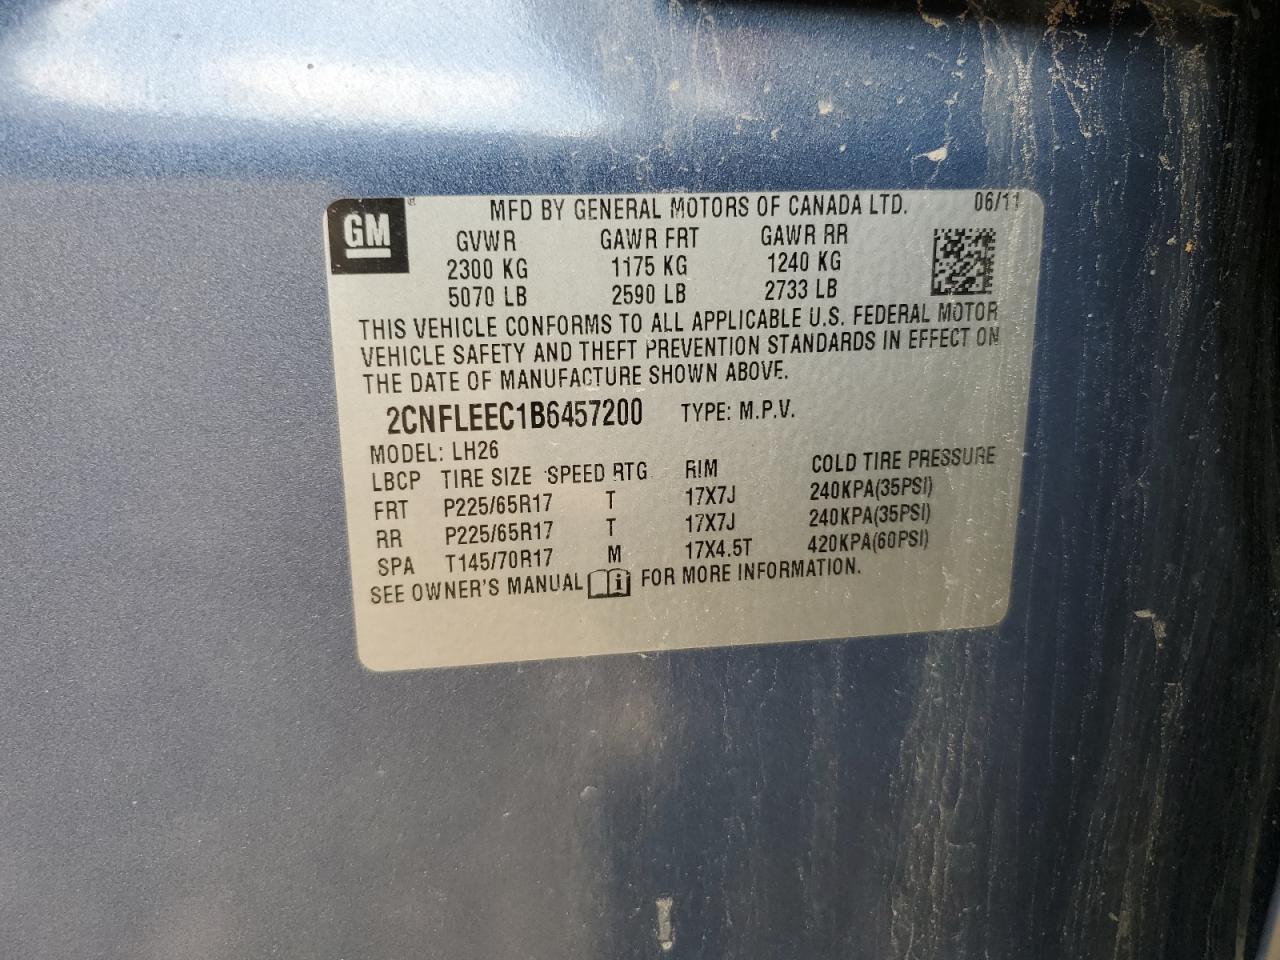 GM
MFD BY GENERAL MOTORS OF CANADA LTD. 06/11
GVWR GAWR FRT GAWR RR
2300 KG 1175 KG 1240 KG
5070 LB 2590 LB 2733 LB
THIS VEHICLE CONFORMS TO ALL APPLICABLE U.S. FEDERAL MOTOR
VEHICLE SAFETY AND THEFT PREVENTION STANDARDS IN EFFECT ON
THE DATE OF MANUFACTURE SHOWN ABOVE.
2CNFLEEC1B6457200 TYPE: M.P.V.
MODEL: LH26
LBCP TIRE SIZE SPEED RTG RIM COLD TIRE PRESSURE
FRT P225/65R17 T 17X7J 240KPA(35PSI)
RR P225/65R17 T 17X7J 240KPA(35PSI)
SPA T145/70R17 M 17X4.5T 420KPA(60PSI)
SEE OWNER'S MANUAL i FOR MORE INFORMATION.